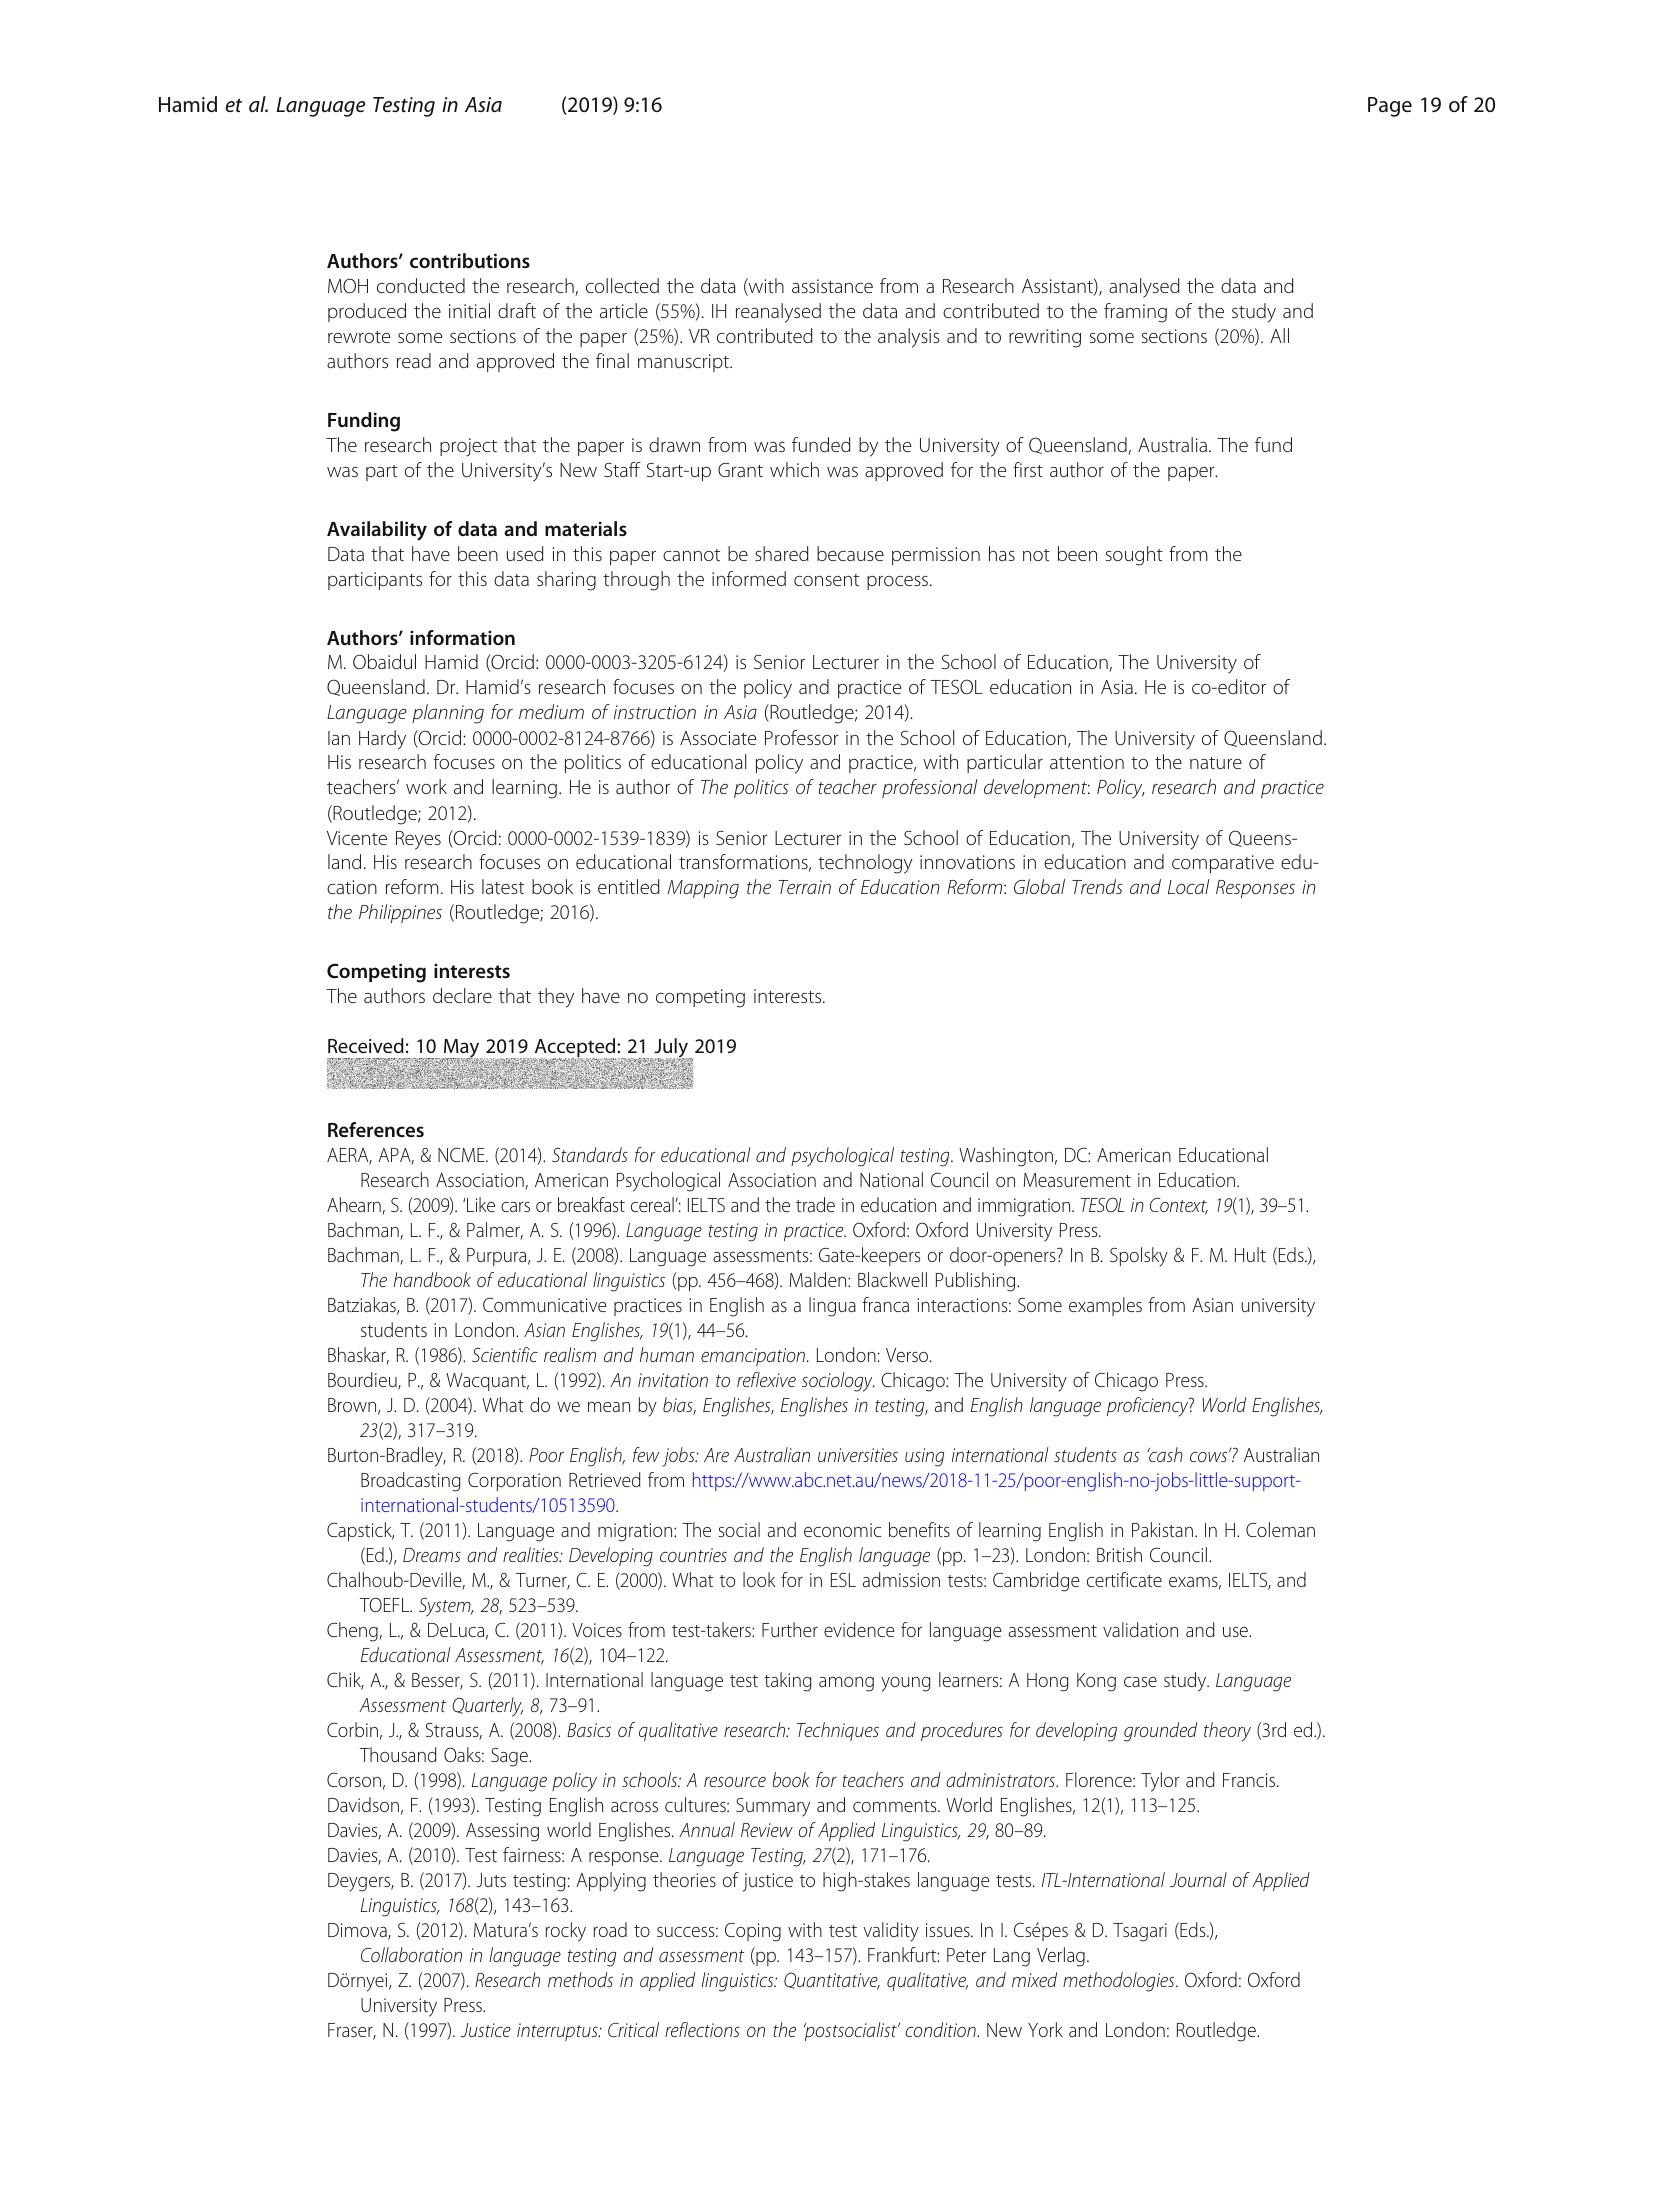 Hamid et al. Language Testing in Asia (2019) 9:16 Page 19 of 20
Authors’ contributions
MOH conducted the research, collected the data (with assistance from a Research Assistant), analysed the data and
produced the initial draft of the article (55%). IH reanalysed the data and contributed to the framing of the study and
rewrote some sections of the paper (25%). VR contributed to the analysis and to rewriting some sections (20%). All
authors read and approved the final manuscript.
Funding
The research project that the paper is drawn from was funded by the University of Queensland, Australia. The fund
was part of the University’s New Staff Start-up Grant which was approved for the first author of the paper.
Availability of data and materials
Data that have been used in this paper cannot be shared because permission has not been sought from the
participants for this data sharing through the informed consent process.
Authors’ information
M. Obaidul Hamid (Orcid: 0000-0003-3205-6124) is Senior Lecturer in the School of Education, The University of
Queensland. Dr. Hamid’s research focuses on the policy and practice of TESOL education in Asia. He is co-editor of
Language planning for medium of instruction in Asia (Routledge; 2014).
Ian Hardy (Orcid: 0000-0002-8124-8766) is Associate Professor in the School of Education, The University of Queensland.
His research focuses on the politics of educational policy and practice, with particular attention to the nature of
teachers’ work and learning. He is author of The politics of teacher professional development: Policy, research and practice
(Routledge; 2012).
Vicente Reyes (Orcid: 0000-0002-1539-1839) is Senior Lecturer in the School of Education, The University of Queens-
land. His research focuses on educational transformations, technology innovations in education and comparative edu-
cation reform. His latest book is entitled Mapping the Terrain of Education Reform: Global Trends and Local Responses in
the Philippines (Routledge; 2016).
Competing interests
The authors declare that they have no competing interests.
Received: 10 May 2019 Accepted: 21 July 2019
References
AERA, APA, & NCME. (2014). Standards for educational and psychological testing. Washington, DC: American Educational
Research Association, American Psychological Association and National Council on Measurement in Education.
Ahearn, S. (2009). ‘Like cars or breakfast cereal’: IELTS and the trade in education and immigration. TESOL in Context, 19(1), 39–51.
Bachman, L. F., & Palmer, A. S. (1996). Language testing in practice. Oxford: Oxford University Press.
Bachman, L. F., & Purpura, J. E. (2008). Language assessments: Gate-keepers or door-openers? In B. Spolsky & F. M. Hult (Eds.),
The handbook of educational linguistics (pp. 456–468). Malden: Blackwell Publishing.
Batziakas, B. (2017). Communicative practices in English as a lingua franca interactions: Some examples from Asian university
students in London. Asian Englishes, 19(1), 44–56.
Bhaskar, R. (1986). Scientific realism and human emancipation. London: Verso.
Bourdieu, P., & Wacquant, L. (1992). An invitation to reflexive sociology. Chicago: The University of Chicago Press.
Brown, J. D. (2004). What do we mean by bias, Englishes, Englishes in testing, and English language proficiency? World Englishes,
23(2), 317–319.
Burton-Bradley, R. (2018). Poor English, few jobs: Are Australian universities using international students as ‘cash cows’? Australian
Broadcasting Corporation Retrieved from https://www.abc.net.au/news/2018-11-25/poor-english-no-jobs-little-support-
international-students/10513590.
Capstick, T. (2011). Language and migration: The social and economic benefits of learning English in Pakistan. In H. Coleman
(Ed.), Dreams and realities: Developing countries and the English language (pp. 1–23). London: British Council.
Chalhoub-Deville, M., & Turner, C. E. (2000). What to look for in ESL admission tests: Cambridge certificate exams, IELTS, and
TOEFL. System, 28, 523–539.
Cheng, L., & DeLuca, C. (2011). Voices from test-takers: Further evidence for language assessment validation and use.
Educational Assessment, 16(2), 104–122.
Chik, A., & Besser, S. (2011). International language test taking among young learners: A Hong Kong case study. Language
Assessment Quarterly, 8, 73–91.
Corbin, J., & Strauss, A. (2008). Basics of qualitative research: Techniques and procedures for developing grounded theory (3rd ed.).
Thousand Oaks: Sage.
Corson, D. (1998). Language policy in schools: A resource book for teachers and administrators. Florence: Tylor and Francis.
Davidson, F. (1993). Testing English across cultures: Summary and comments. World Englishes, 12(1), 113–125.
Davies, A. (2009). Assessing world Englishes. Annual Review of Applied Linguistics, 29, 80–89.
Davies, A. (2010). Test fairness: A response. Language Testing, 27(2), 171–176.
Deygers, B. (2017). Juts testing: Applying theories of justice to high-stakes language tests. ITL-International Journal of Applied
Linguistics, 168(2), 143–163.
Dimova, S. (2012). Matura’s rocky road to success: Coping with test validity issues. In I. Csépes & D. Tsagari (Eds.),
Collaboration in language testing and assessment (pp. 143–157). Frankfurt: Peter Lang Verlag.
Dörnyei, Z. (2007). Research methods in applied linguistics: Quantitative, qualitative, and mixed methodologies. Oxford: Oxford
University Press.
Fraser, N. (1997). Justice interruptus: Critical reflections on the ‘postsocialist’ condition. New York and London: Routledge.